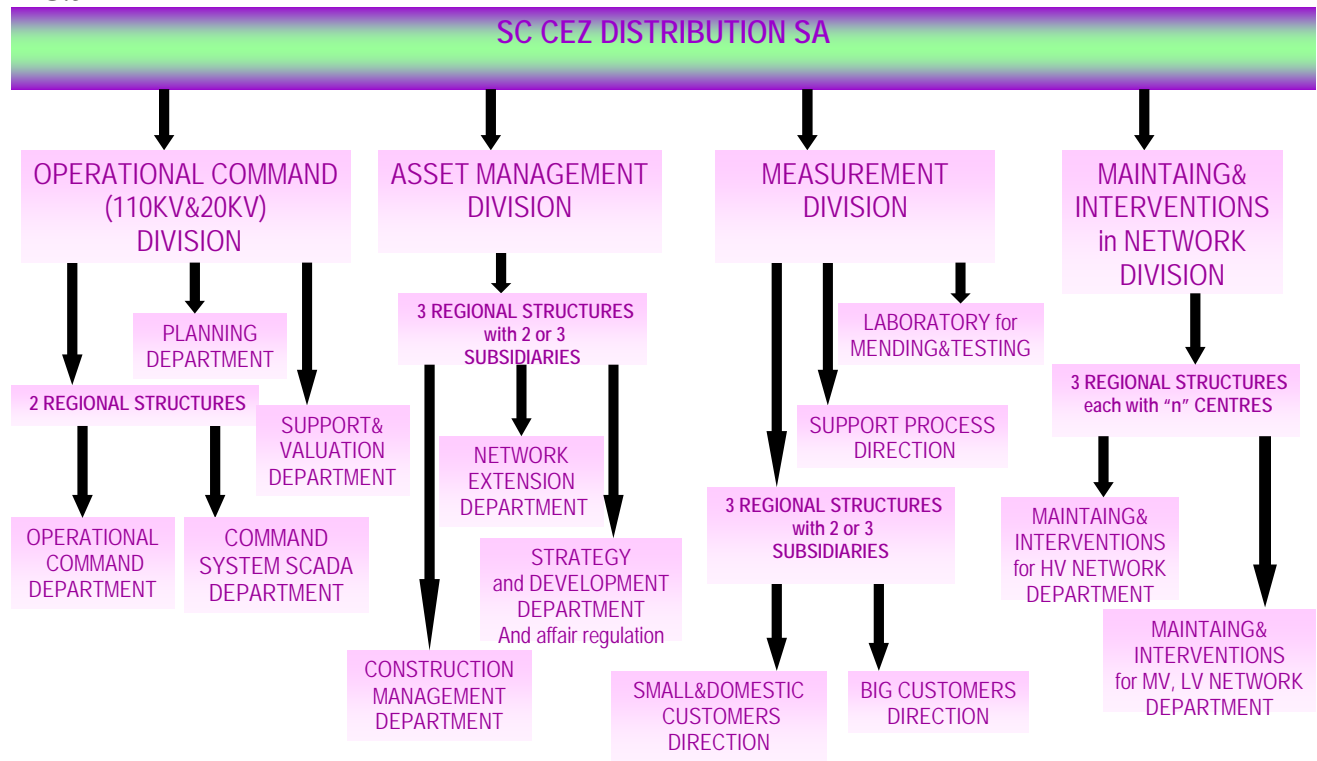 SC CEZ DISTRIBUTION SA
OPERATIONAL COMMAND
(110KV&20KV)
DIVISION
ASSET MANAGEMENT
DIVISION
MEASUREMENT
DIVISION
MAINTAING&
INTERVENTIONS
in NETWORK
DIVISION
PLANNING
DEPARTMENT
2 REGIONAL STRUCTURES
SUPPORT&
VALUATION
DEPARTMENT
OPERATIONAL
COMMAND
DEPARTMENT
COMMAND
SYSTEM SCADA
DEPARTMENT
3 REGIONAL STRUCTURES
with 2 or 3
SUBSIDIARIES
NETWORK
EXTENSION
DEPARTMENT
STRATEGY
and DEVELOPMENT
DEPARTMENT
And affair regulation
CONSTRUCTION
MANAGEMENT
DEPARTMENT
LABORATORY for
MENDING&TESTING
SUPPORT PROCESS
DIRECTION
3 REGIONAL STRUCTURES
with 2 or 3
SUBSIDIARIES
SMALL&DOMESTIC
CUSTOMERS
DIRECTION
BIG CUSTOMERS
DIRECTION
3 REGIONAL STRUCTURES
each with “n” CENTRES
MAINTAING&
INTERVENTIONS
for HV NETWORK
DEPARTMENT
MAINTAING&
INTERVENTIONS
for MV, LV NETWORK
DEPARTMENT